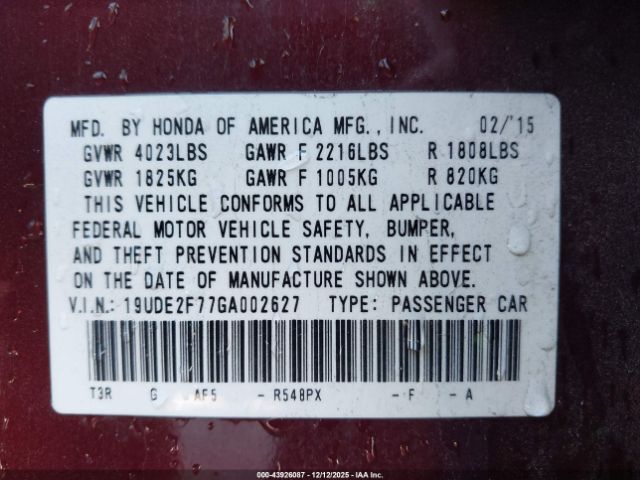 MFD. BY HONDA OF AMERICA MFG., INC. 02/'15
GVWR 4023LBS GAWR F 2216LBS R 1808LBS
GVWR 1825KG GAWR F 1005KG R 820KG
THIS VEHICLE CONFORMS TO ALL APPLICABLE
FEDERAL MOTOR VEHICLE SAFETY, BUMPER,
AND THEFT PREVENTION STANDARDS IN EFFECT
ON THE DATE OF MANUFACTURE SHOWN ABOVE.
V.I.N.: 19UDE2F77GA002627 TYPE: PASSENGER CAR
T3R G AF5 - R548PX - F - A
000-43926087 - 12/12/2025 - IAA Inc.